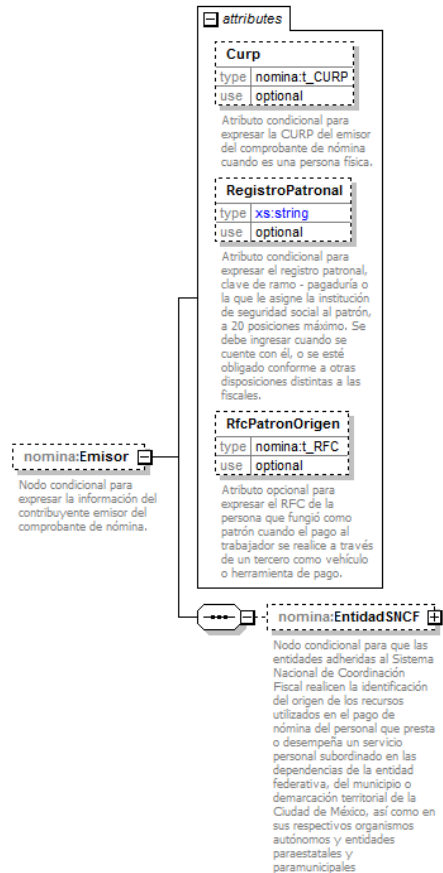 attributes
Curp
type nomina:t_CURP
use optional
Atributo condicional para
expresar la CURP del emisor
del comprobante de nómina
cuando es una persona física.
RegistroPatronal
type xs:string
use optional
Atributo condicional para
expresar el registro patronal,
clave de ramo - pagaduría o
la que le asigne la institución
de seguridad social al patrón,
a 20 posiciones máximo. Se
debe ingresar cuando se
cuente con él, o se esté
obligado conforme a otras
disposiciones distintas a las
fiscales.
RfcPatronOrigen
type nomina:t_RFC
use optional
Atributo opcional para
expresar el RFC de la
persona que fungió como
patrón cuando el pago al
trabajador se realice a través
de un tercero como vehículo
o herramienta de pago.
nomina:Emisor
Nodo condicional para
expresar la información del
contribuyente emisor del
comprobante de nómina.
nomina:EntidadSNCF
Nodo condicional para que las
entidades adheridas al Sistema
Nacional de Coordinación
Fiscal realicen la identificación
del origen de los recursos
utilizados en el pago de
nómina del personal que presta
o desempeña un servicio
personal subordinado en las
dependencias de la entidad
federativa, del municipio o
demarcación territorial de la
Ciudad de México, así como en
sus respectivos organismos
autónomos y entidades
paraestatales y
paramunicipales